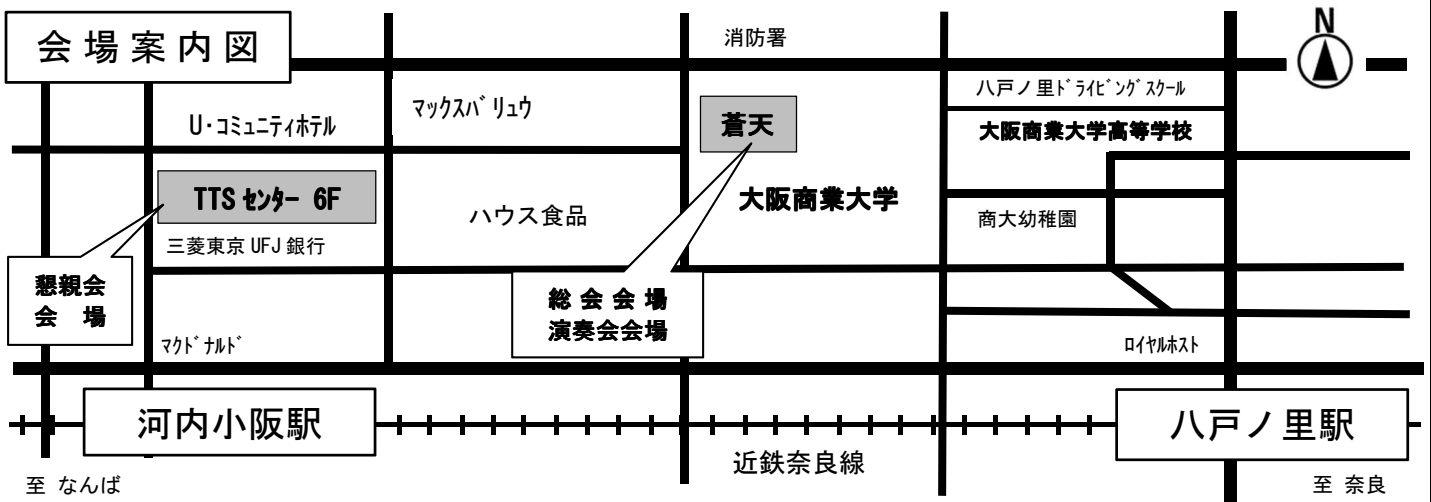 会場案内図
N
消防署
八戸ノ里ﾄﾞﾗｲﾋﾞﾝｸﾞｽｸｰﾙ
マックスバリュウ
U・コミュニティホテル
蒼天
大阪商業大学高等学校
TTS センター 6F
大阪商業大学
ハウス食品
商大幼稚園
三菱東京 UFJ 銀行
懇親会
会 場
総 会 会 場
演奏会会場
ﾏｸﾄﾞﾅﾙﾄﾞ
ﾛｲﾔﾙﾎｽﾄ
河内小阪駅
八戸ノ里駅
近鉄奈良線
至 なんば
至 奈良